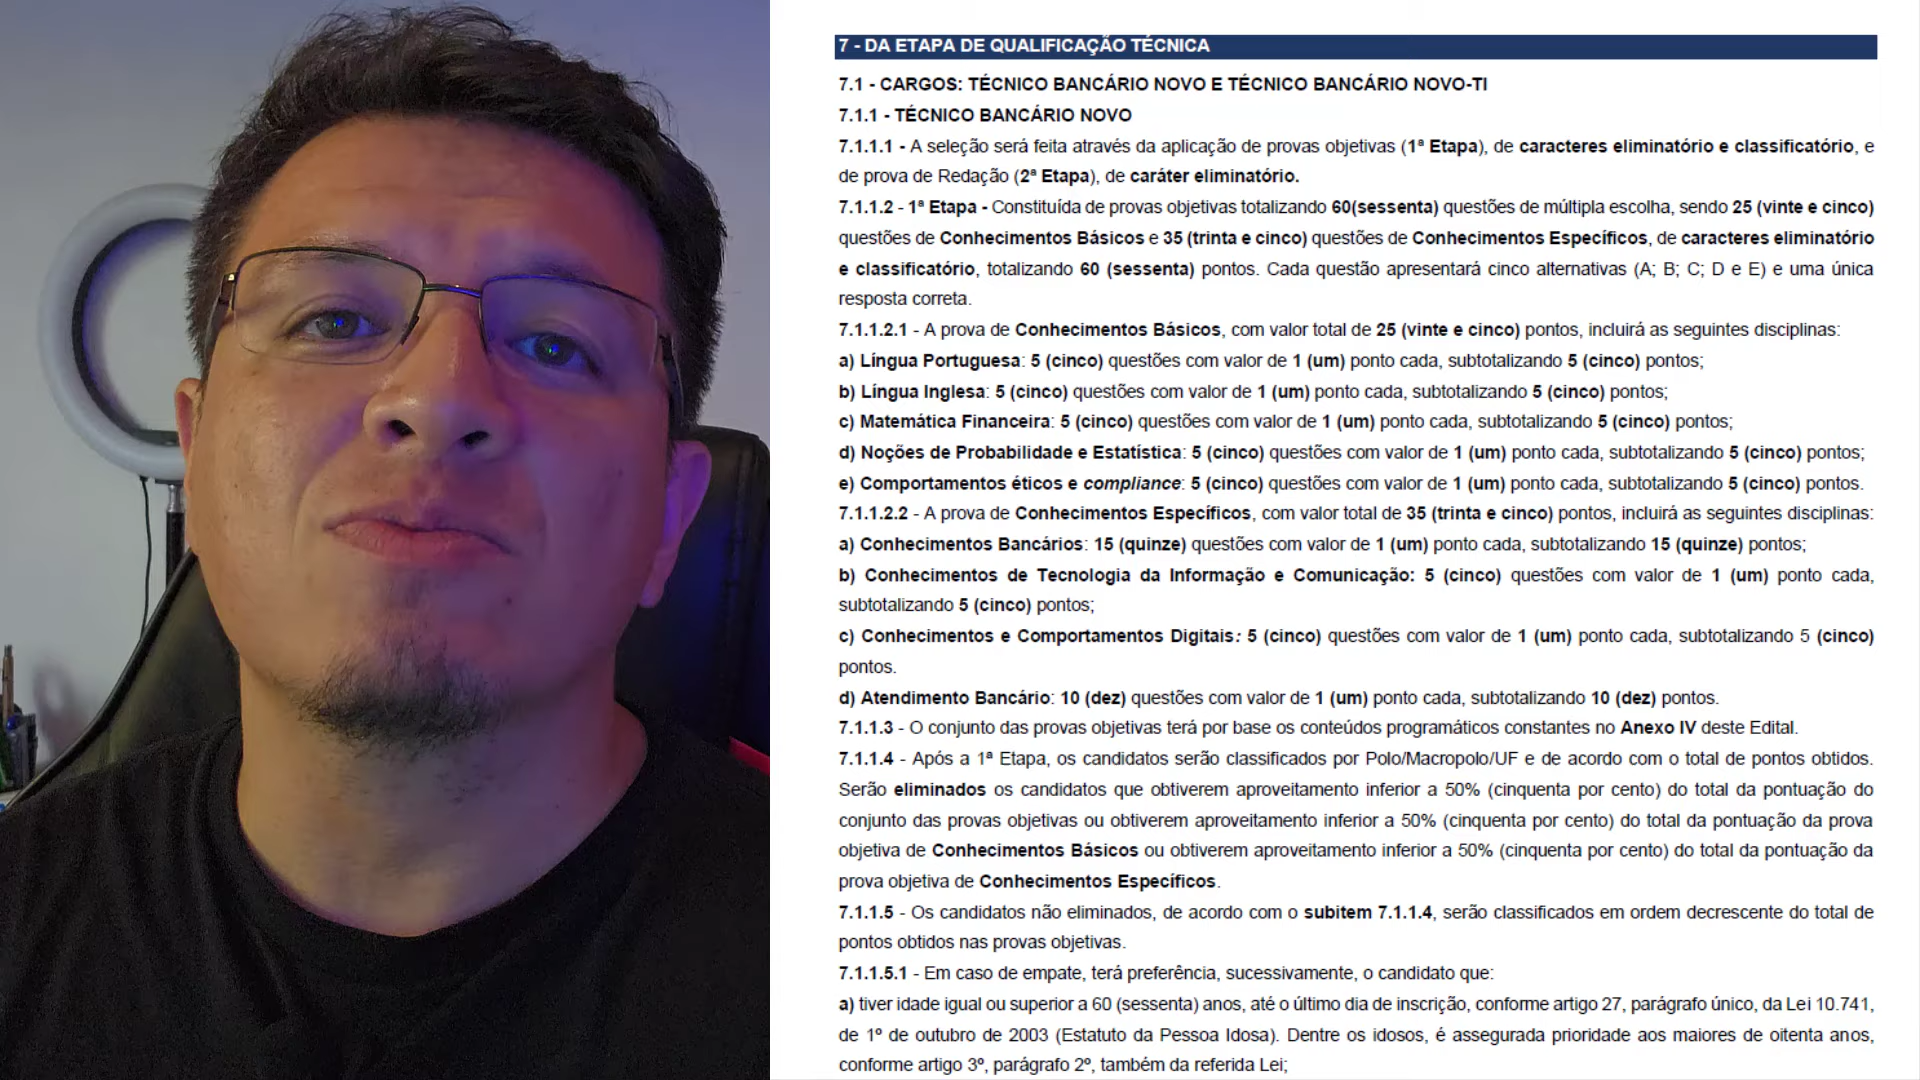 7 - DA ETAPA DE QUALIFICAÇÃO TÉCNICA
7.1 - CARGOS: TÉCNICO BANCÁRIO NOVO E TÉCNICO BANCÁRIO NOVO-TI
7.1.1 - TÉCNICO BANCÁRIO NOVO
7.1.1.1 - A seleção será feita através da aplicação de provas objetivas (1ª Etapa), de caracteres eliminatório e classificatório, e
de prova de Redação (2ª Etapa), de caráter eliminatório.
7.1.1.2 - 1ª Etapa - Constituída de provas objetivas totalizando 60(sessenta) questões de múltipla escolha, sendo 25 (vinte e cinco)
questões de Conhecimentos Básicos e 35 (trinta e cinco) questões de Conhecimentos Específicos, de caracteres eliminatório
e classificatório, totalizando 60 (sessenta) pontos. Cada questão apresentará cinco alternativas (A; B; C; D e E) e uma única
resposta correta.
7.1.1.2.1 - A prova de Conhecimentos Básicos, com valor total de 25 (vinte e cinco) pontos, incluirá as seguintes disciplinas:
a) Língua Portuguesa: 5 (cinco) questões com valor de 1 (um) ponto cada, subtotalizando 5 (cinco) pontos;
b) Língua Inglesa: 5 (cinco) questões com valor de 1 (um) ponto cada, subtotalizando 5 (cinco) pontos;
c) Matemática Financeira: 5 (cinco) questões com valor de 1 (um) ponto cada, subtotalizando 5 (cinco) pontos;
d) Noções de Probabilidade e Estatística: 5 (cinco) questões com valor de 1 (um) ponto cada, subtotalizando 5 (cinco) pontos;
e) Comportamentos éticos e compliance: 5 (cinco) questões com valor de 1 (um) ponto cada, subtotalizando 5 (cinco) pontos.
7.1.1.2.2 - A prova de Conhecimentos Específicos, com valor total de 35 (trinta e cinco) pontos, incluirá as seguintes disciplinas:
a) Conhecimentos Bancários: 15 (quinze) questões com valor de 1 (um) ponto cada, subtotalizando 15 (quinze) pontos;
b) Conhecimentos de Tecnologia da Informação e Comunicação: 5 (cinco) questões com valor de 1 (um) ponto cada,
subtotalizando 5 (cinco) pontos;
c) Conhecimentos e Comportamentos Digitais: 5 (cinco) questões com valor de 1 (um) ponto cada, subtotalizando 5 (cinco)
pontos.
d) Atendimento Bancário: 10 (dez) questões com valor de 1 (um) ponto cada, subtotalizando 10 (dez) pontos.
7.1.1.3 - O conjunto das provas objetivas terá por base os conteúdos programáticos constantes no Anexo IV deste Edital.
7.1.1.4 - Após a 1ª Etapa, os candidatos serão classificados por Polo/Macropolo/UF e de acordo com o total de pontos obtidos.
Serão eliminados os candidatos que obtiverem aproveitamento inferior a 50% (cinquenta por cento) do total da pontuação do
conjunto das provas objetivas ou obtiverem aproveitamento inferior a 50% (cinquenta por cento) do total da pontuação da prova
objetiva de Conhecimentos Básicos ou obtiverem aproveitamento inferior a 50% (cinquenta por cento) do total da pontuação da
prova objetiva de Conhecimentos Específicos.
7.1.1.5 - Os candidatos não eliminados, de acordo com o subitem 7.1.1.4, serão classificados em ordem decrescente do total de
pontos obtidos nas provas objetivas.
7.1.1.5.1 - Em caso de empate, terá preferência, sucessivamente, o candidato que:
a) tiver idade igual ou superior a 60 (sessenta) anos, até o último dia de inscrição, conforme artigo 27, parágrafo único, da Lei 10.741,
de 1º de outubro de 2003 (Estatuto da Pessoa Idosa). Dentre os idosos, é assegurada prioridade aos maiores de oitenta anos,
conforme artigo 3º, parágrafo 2º, também da referida Lei;